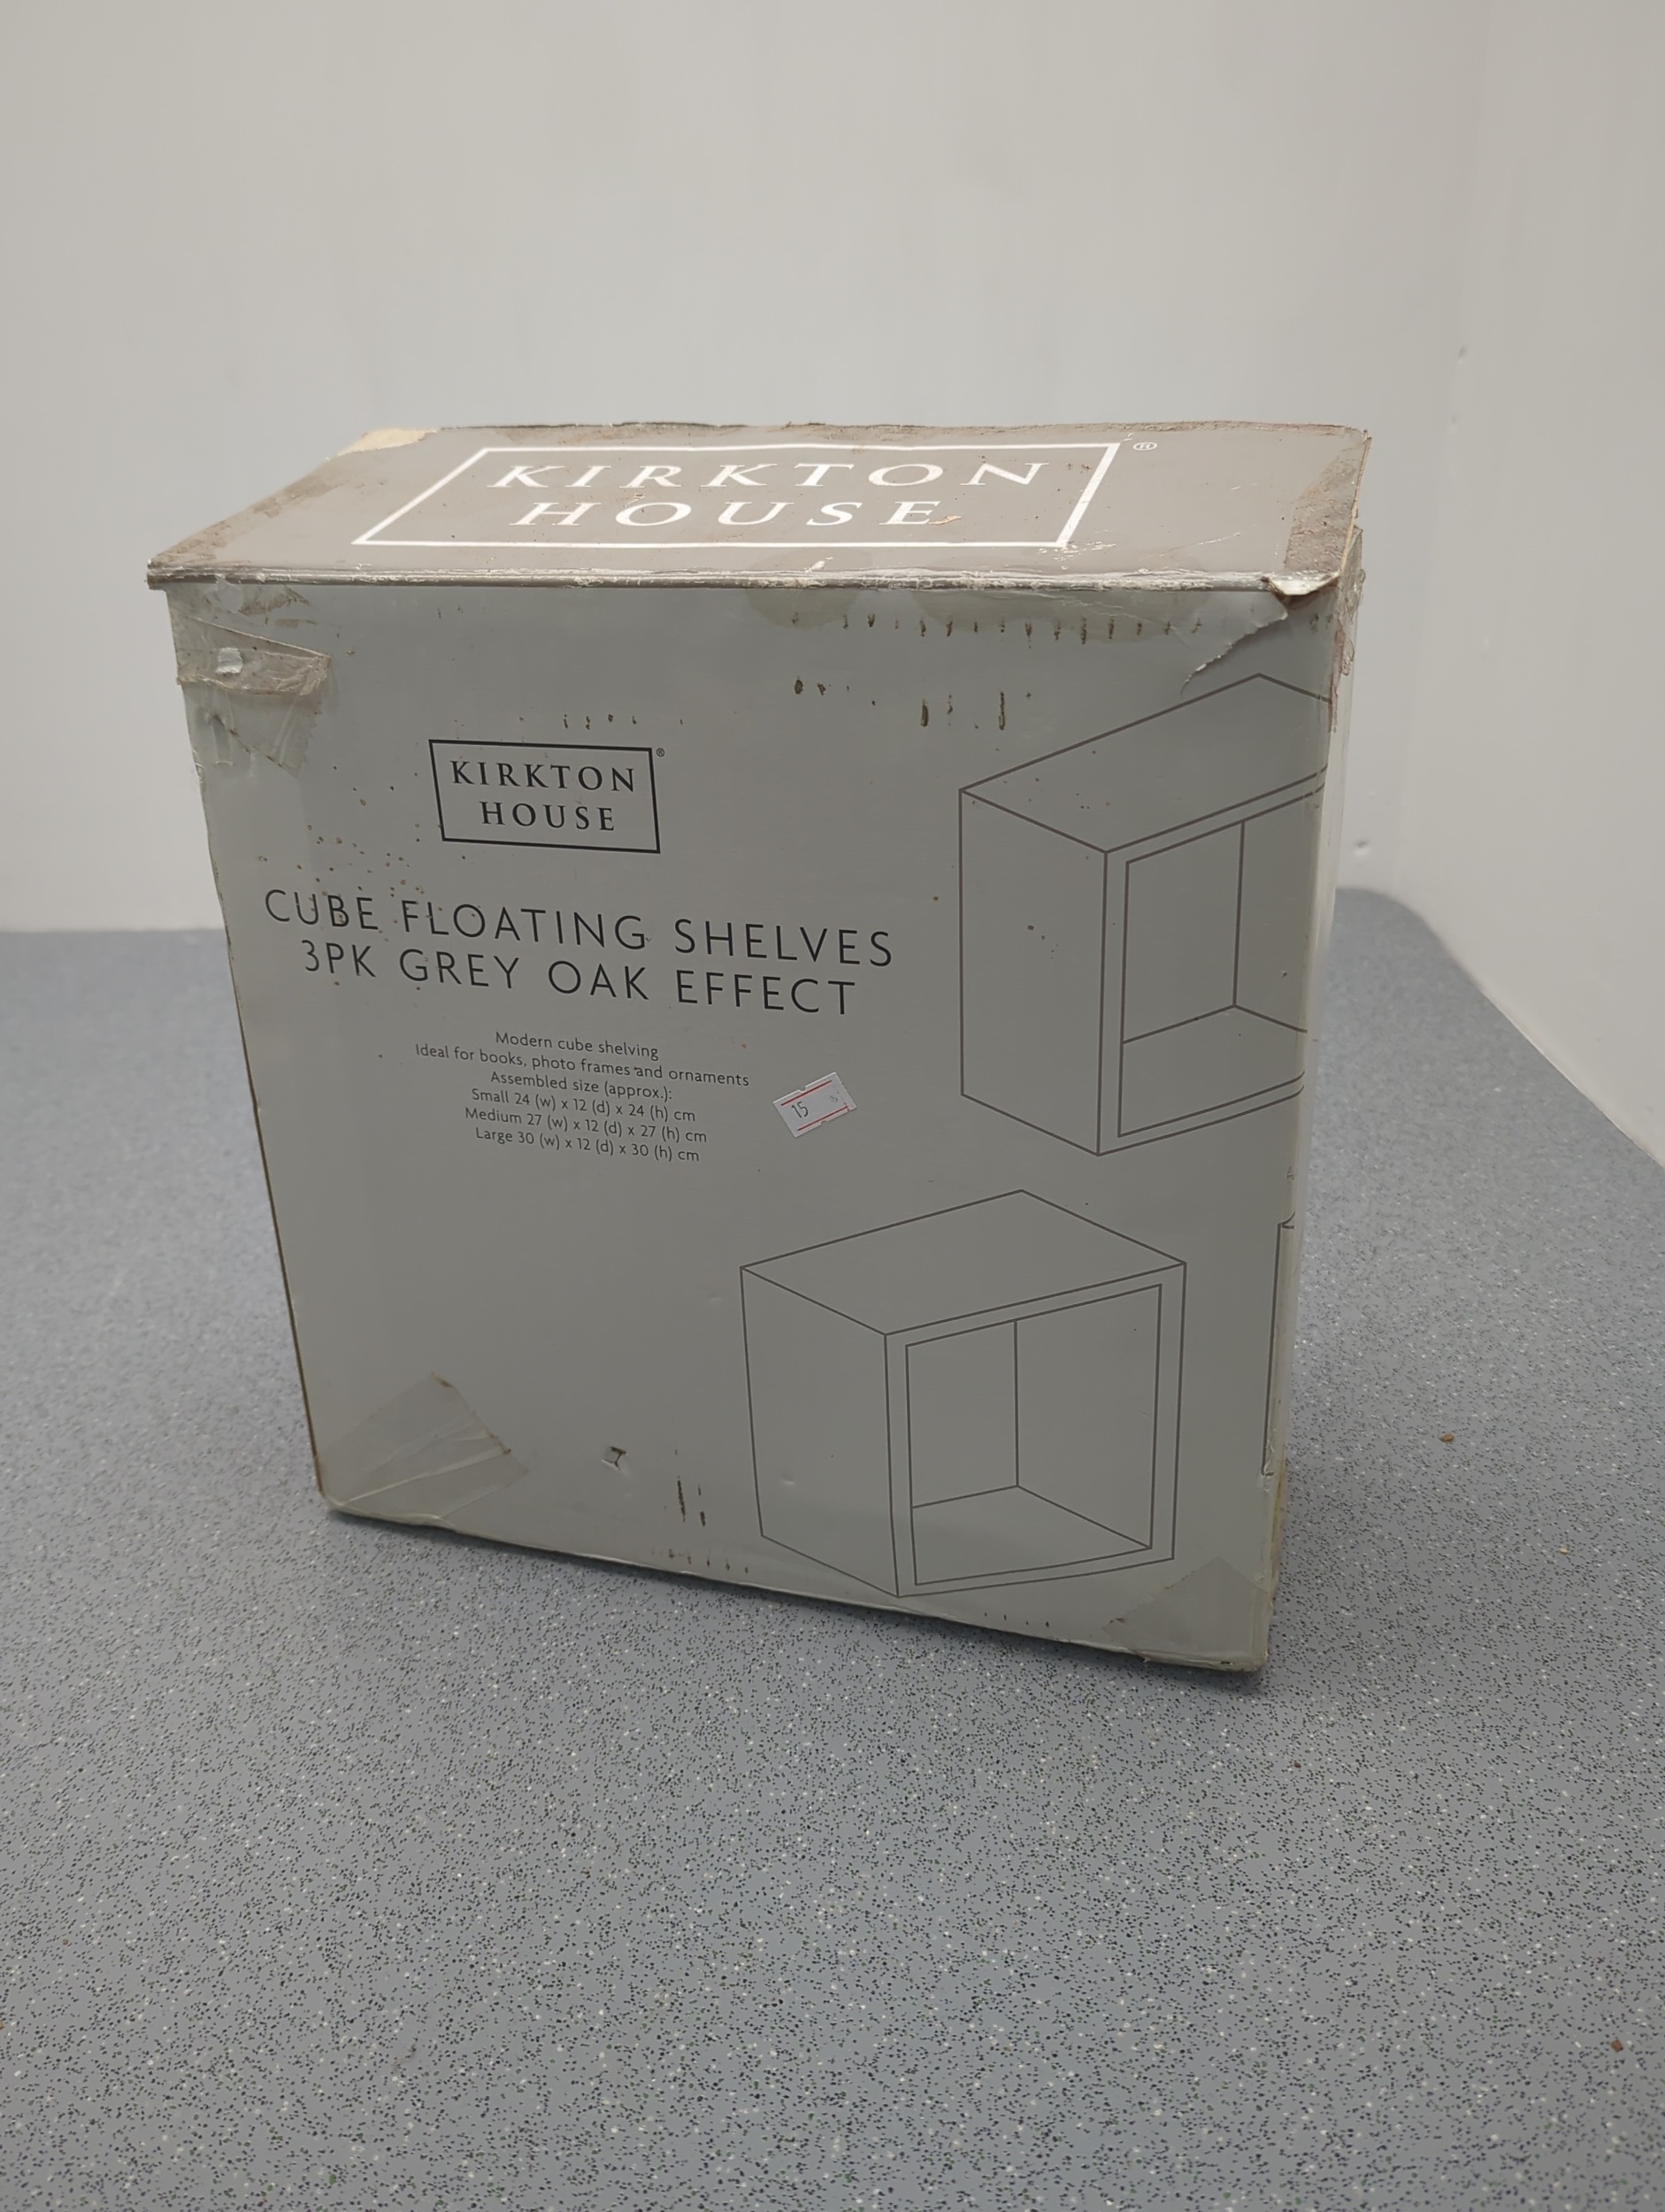 KIRKTON
HOUSE
®
KIRKTON
HOUSE
®
CUBE FLOATING SHELVES
3PK GREY OAK EFFECT
Modern cube shelving
Ideal for books, photo frames and ornaments
Assembled size (approx.):
Small 24 (w) x 12 (d) x 24 (h) cm
Medium 27 (w) x 12 (d) x 27 (h) cm
Large 30 (w) x 12 (d) x 30 (h) cm
15